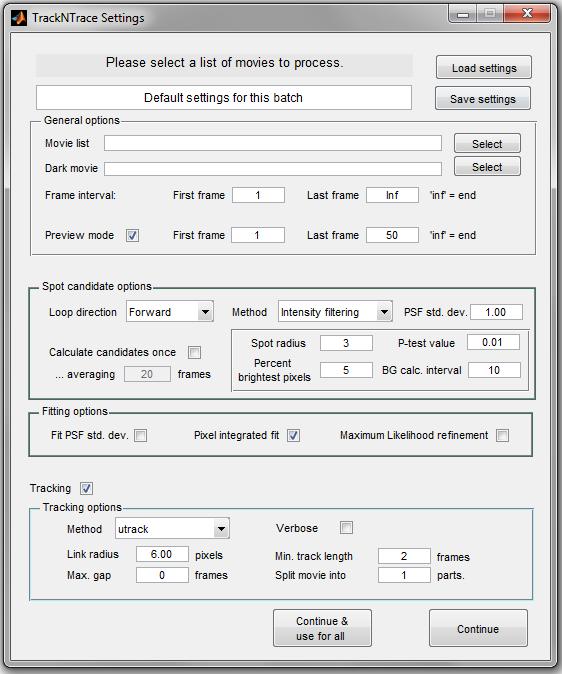 TrackNTrace Settings
Please select a list of movies to process.
Load settings
Default settings for this batch
Save settings
General options
Movie list
Select
Dark movie
Select
Frame interval: First frame 1 Last frame Inf 'inf' = end
Preview mode First frame 1 Last frame 50 'inf' = end
Spot candidate options
Loop direction Forward Method Intensity filtering PSF std. dev. 1.00
Spot radius 3 P-test value 0.01
Calculate candidates once
Percent
brightest pixels 5 BG calc. interval 10
... averaging 20 frames
Fitting options
Fit PSF std. dev. Pixel integrated fit Maximum Likelihood refinement
Tracking
Tracking options
Method utrack Verbose
Link radius 6.00 pixels Min. track length 2 frames
Max. gap 0 frames Split movie into 1 parts.
Continue &
use for all
Continue